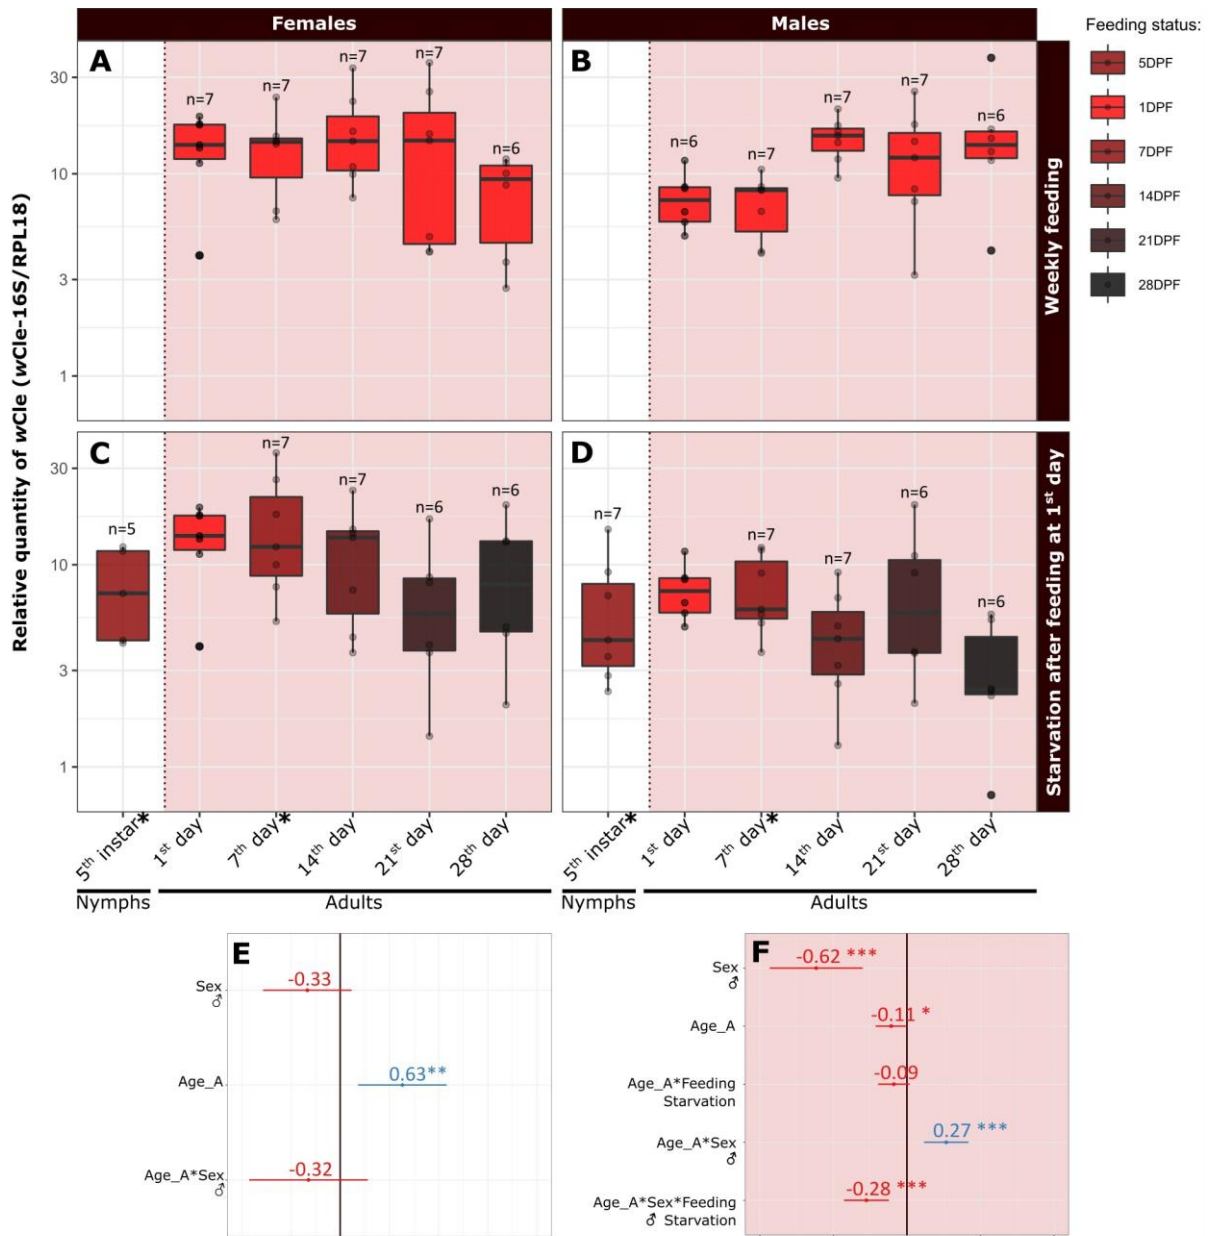 Females
Males
Feeding status:
5DPF
1DPF
7DPF
14DPF
21DPF
28DPF
Relative quantity of wCle (wCle-16S/RPL18)
A
30
10
3
1
n=7
n=7
n=7
n=7
n=6
B
n=6
n=7
n=7
n=7
n=6
Weekly feeding
C
30
10
3
1
n=5
n=7
n=7
n=6
n=6
D
n=7
n=7
n=7
n=6
n=6
Starvation after feeding at 1st day
5th instar*
1st day
7th day*
14th day
21st day
28th day
Nymphs
Adults
5th instar*
1st day
7th day*
14th day
21st day
28th day
Nymphs
Adults
E
Sex
♂
-0.33
Age_A
0.63**
Age_A*Sex
♂
-0.32
F
Sex
♂
-0.62 ***
Age_A
-0.11 *
Age_A*Feeding
Starvation
-0.09
Age_A*Sex
♂
0.27 ***
Age_A*Sex*Feeding
♂ Starvation
-0.28 ***